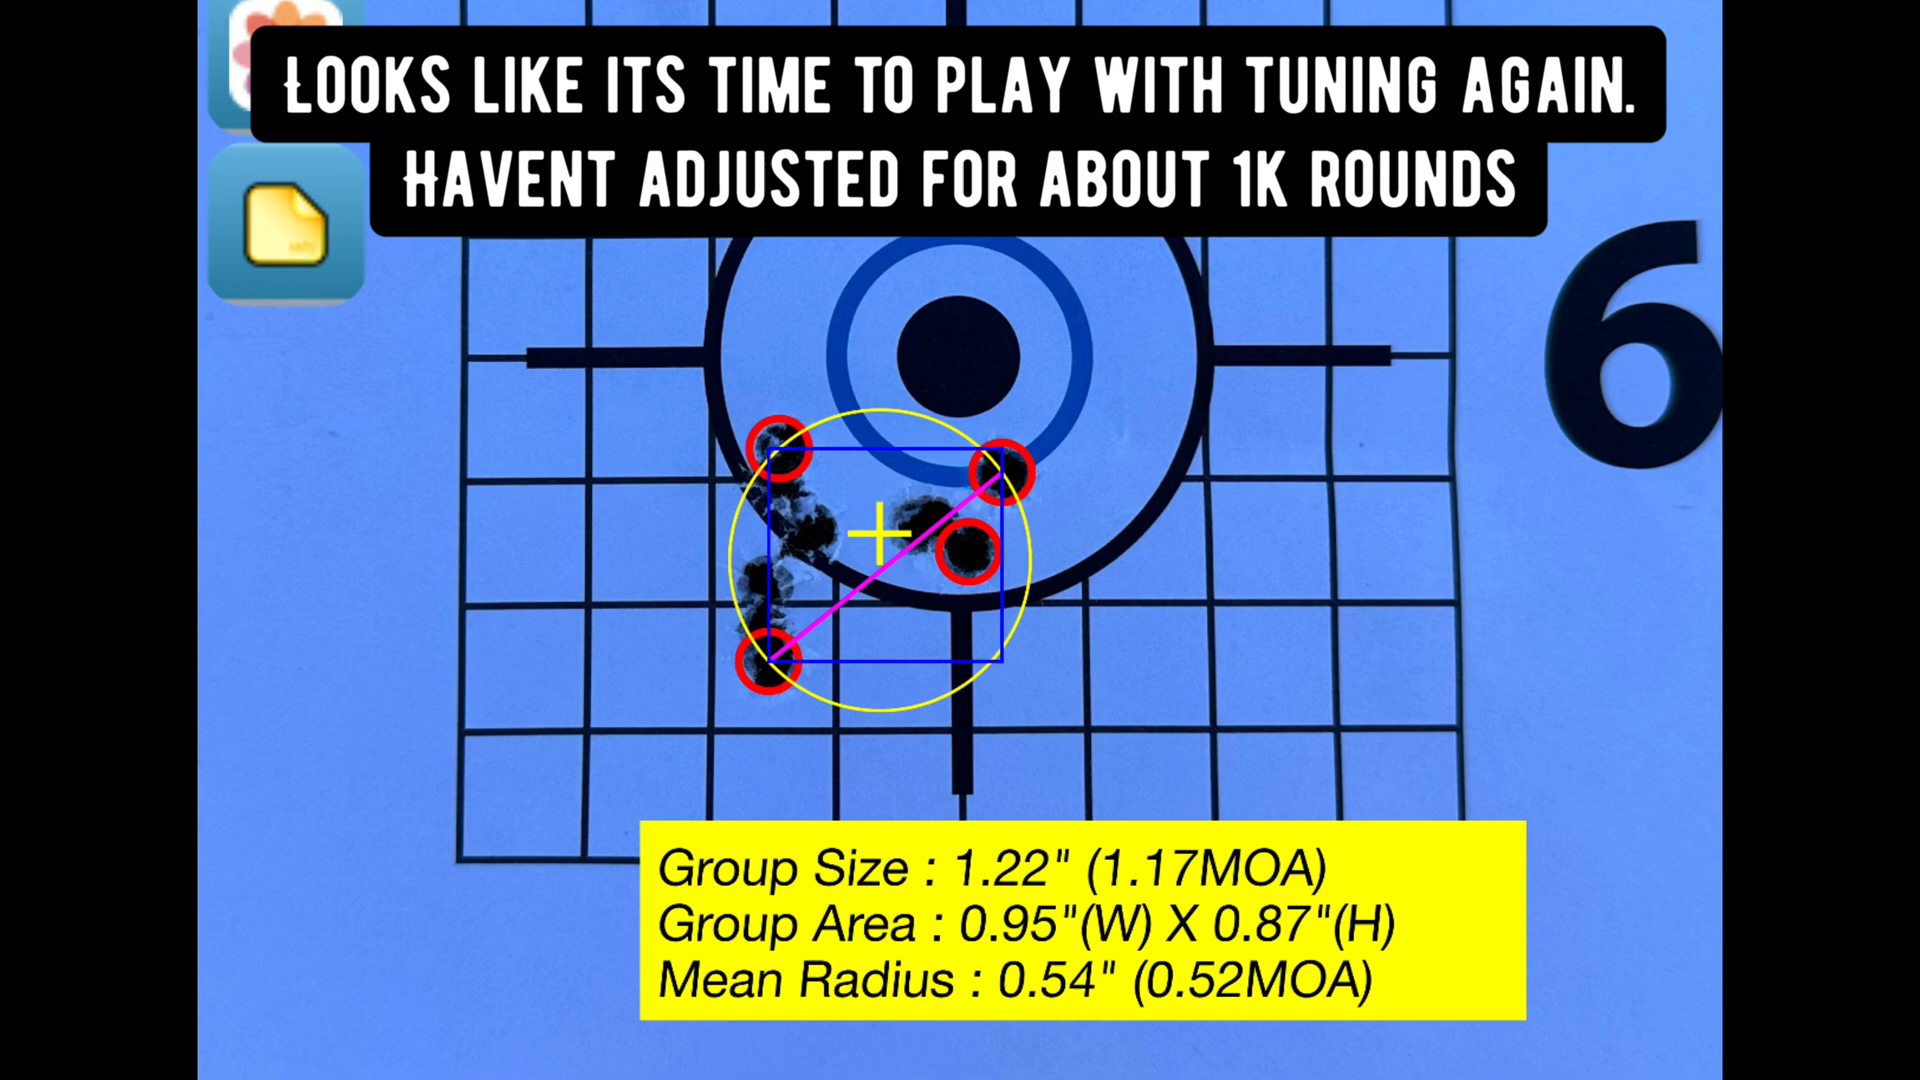 LOOKS LIKE ITS TIME TO PLAY WITH TUNING AGAIN.
HAVENT ADJUSTED FOR ABOUT 1K ROUNDS
6
Group Size : 1.22" (1.17MOA)
Group Area : 0.95"(W) X 0.87"(H)
Mean Radius : 0.54" (0.52MOA)